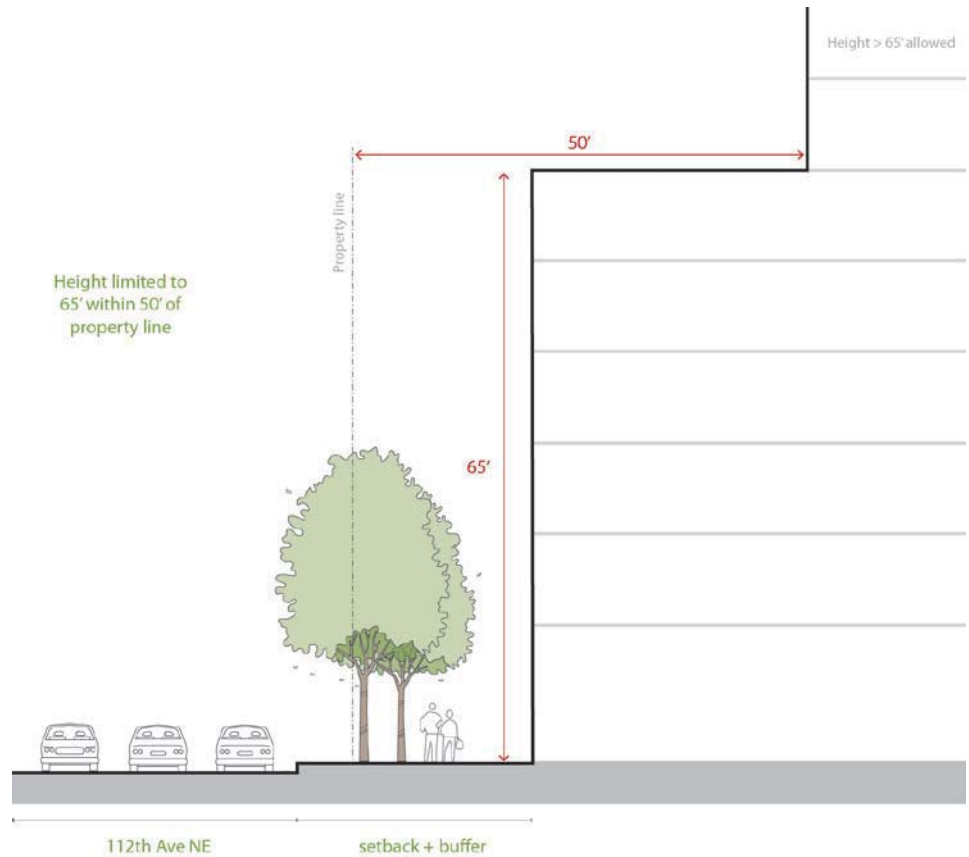 Height > 65' allowed
50'
Property line
Height limited to
65' within 50' of
property line
65'
112th Ave NE
setback + buffer